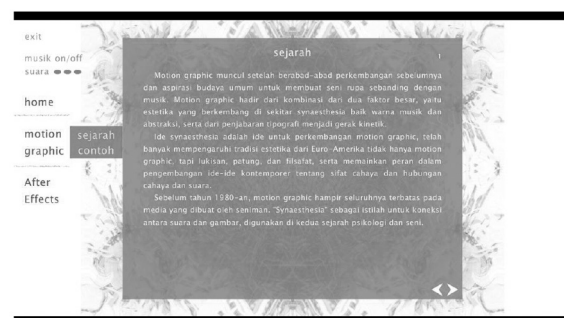 exit
musik on/off
suara
home
motion graphic
sejarah
contoh
After Effects
sejarah
1
Motion graphic muncul setelah berabad-abad perkembangan sebelumnya
dan aspirasi budaya umum untuk membuat seni rupa sebanding dengan
musik. Motion graphic hadir dari kombinasi dari dua faktor besar, yaitu
estetika yang berkembang di sekitar synaesthesia baik warna musik dan
abstraksi, serta dari penjabaran tipografi menjadi gerak kinetik.
Ide synaesthesia adalah ide untuk perkembangan motion graphic, telah
banyak mempengaruhi tradisi estetika dari Euro-Amerika tidak hanya motion
graphic, tapi lukisan, patung, dan filsafat, serta memainkan peran dalam
pengembangan ide-ide kontemporer tentang sifat cahaya dan hubungan
cahaya dan suara.
Sebelum tahun 1980-an, motion graphic hampir seluruhnya terbatas pada
media yang dibuat oleh seniman. "Synaesthesia" sebagai istilah untuk koneksi
antara suara dan gambar, digunakan di kedua sejarah psikologi dan seni.